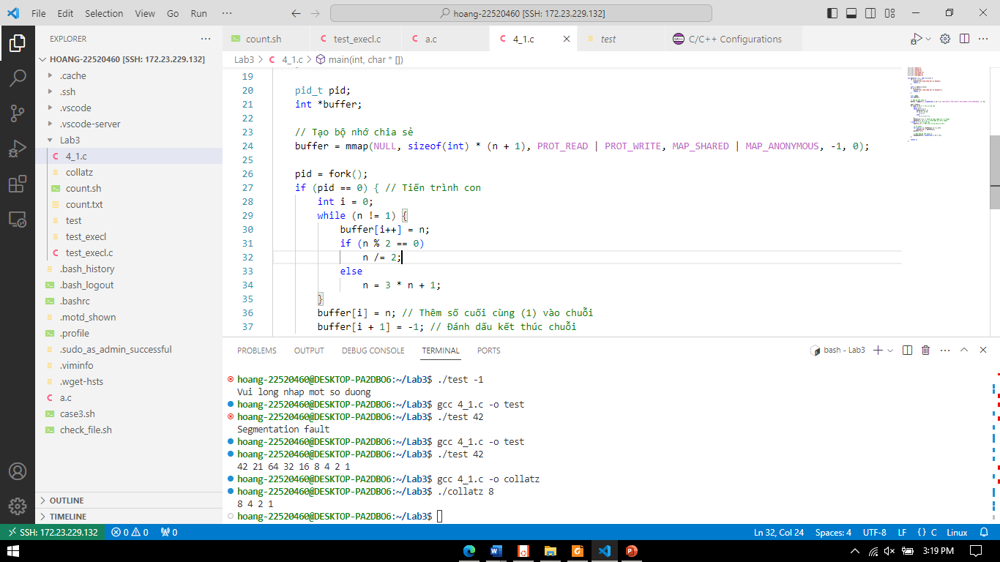 File Edit Selection View Go Run ··· hoang-22520460 [SSH: 172.23.229.132]
EXPLORER ···
HOANG-22520460 [SSH: 172.23.229.132]
.cache
.ssh
.vscode
.vscode-server
Lab3
4_1.c
collatz
count.sh
count.txt
test
test_execl
test_execl.c
.bash_history
.bash_logout
.bashrc
.motd_shown
.profile
.sudo_as_admin_successful
.viminfo
.wget-hsts
a.c
case3.sh
check_file.sh
OUTLINE
TIMELINE
count.sh test_execl.c a.c 4_1.c test C/C++ Configurations
Lab3 > 4_1.c > main(int, char * [])
19
20 pid_t pid;
21 int *buffer;
22
23 // Tạo bộ nhớ chia sẻ
24 buffer = mmap(NULL, sizeof(int) * (n + 1), PROT_READ | PROT_WRITE, MAP_SHARED | MAP_ANONYMOUS, -1, 0);
25
26 pid = fork();
27 if (pid == 0) { // Tiến trình con
28 int i = 0;
29 while (n != 1) {
30 buffer[i++] = n;
31 if (n % 2 == 0)
32 n /= 2;
33 else
34 n = 3 * n + 1;
35 }
36 buffer[i] = n; // Thêm số cuối cùng (1) vào chuỗi
37 buffer[i + 1] = -1; // Đánh dấu kết thúc chuỗi
PROBLEMS OUTPUT DEBUG CONSOLE TERMINAL PORTS bash - Lab3
hoang-22520460@DESKTOP-PA2DBO6:~/Lab3$ ./test -1
Vui long nhap mot so duong
hoang-22520460@DESKTOP-PA2DBO6:~/Lab3$ gcc 4_1.c -o test
hoang-22520460@DESKTOP-PA2DBO6:~/Lab3$ ./test 42
Segmentation fault
hoang-22520460@DESKTOP-PA2DBO6:~/Lab3$ gcc 4_1.c -o test
hoang-22520460@DESKTOP-PA2DBO6:~/Lab3$ ./test 42
42 21 64 32 16 8 4 2 1
hoang-22520460@DESKTOP-PA2DBO6:~/Lab3$ gcc 4_1.c -o collatz
hoang-22520460@DESKTOP-PA2DBO6:~/Lab3$ ./collatz 8
8 4 2 1
hoang-22520460@DESKTOP-PA2DBO6:~/Lab3$
SSH: 172.23.229.132 0 0 0 Ln 32, Col 24 Spaces: 4 UTF-8 LF {} C Linux
3:19 PM